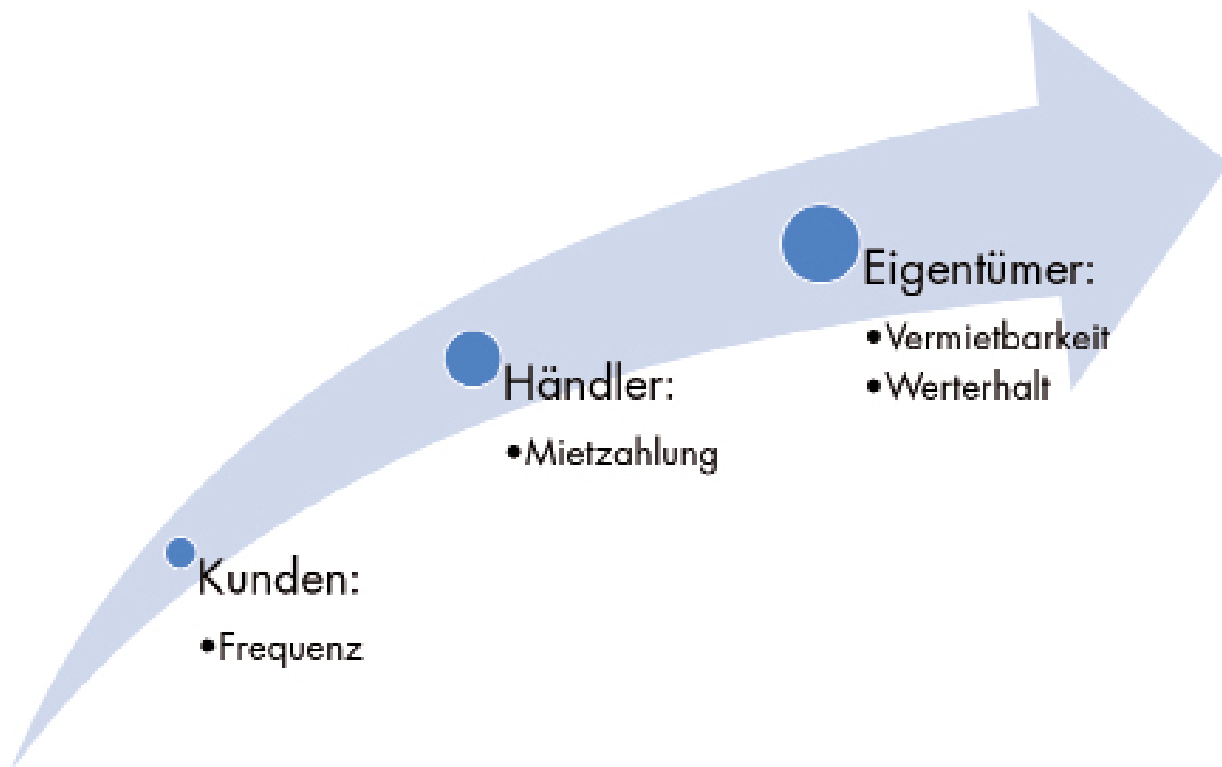 Eigentümer:
•Vermietbarkeit
•Werterhalt
Händler:
•Mietzahlung
Kunden:
•Frequenz